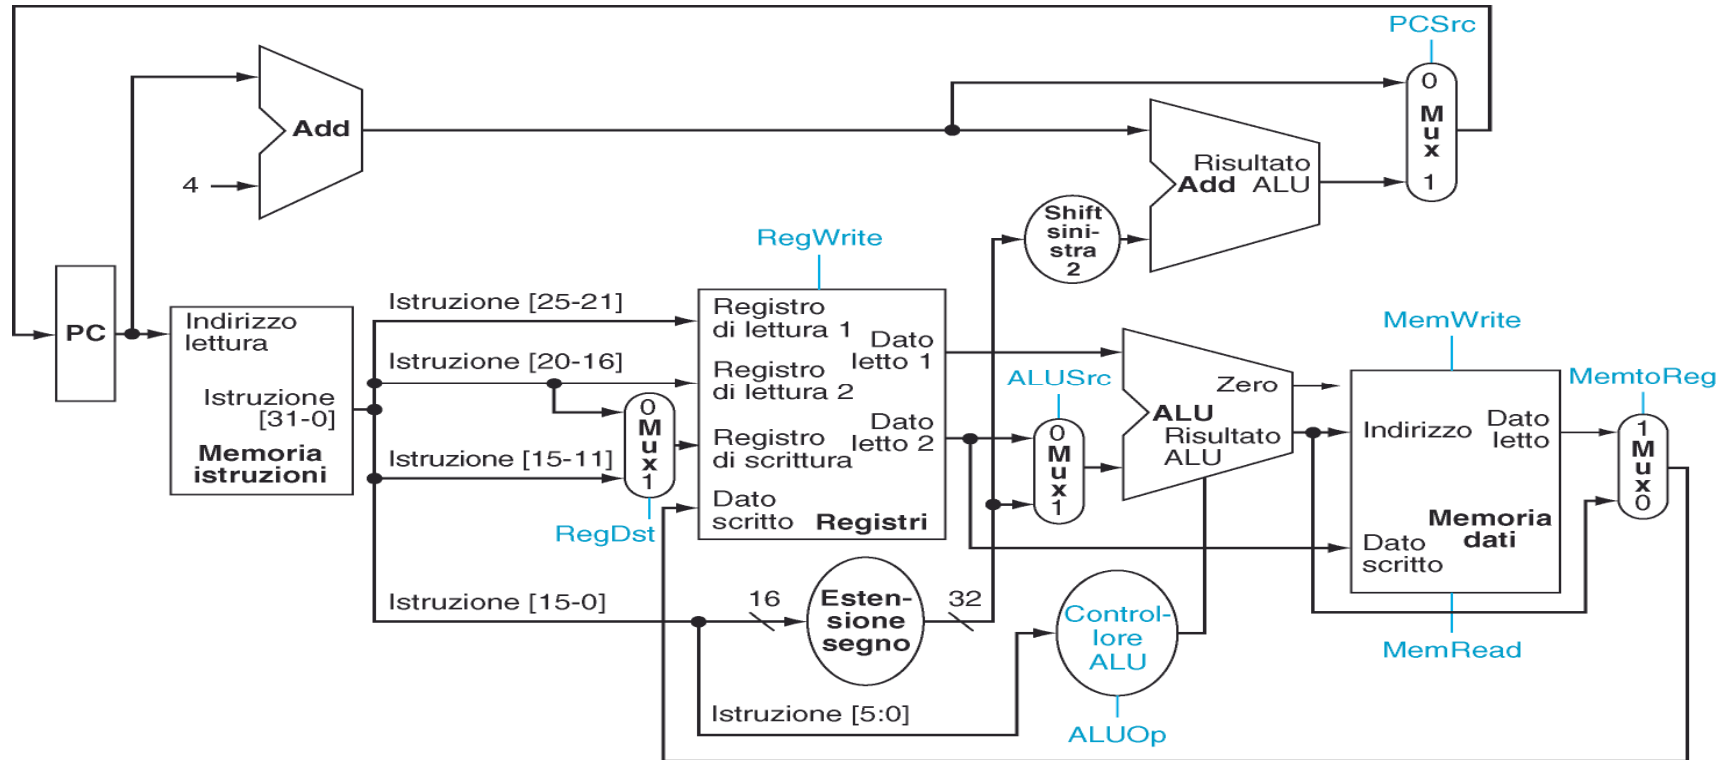 PCSrc
0
M
u
x
1
Add
4
Risultato
Add ALU
Shift
sini-
stra
2
RegWrite
PC
Indirizzo
lettura
Istruzione
[31-0]
Memoria
istruzioni
Istruzione [25-21]
Istruzione [20-16]
Istruzione [15-11]
Istruzione [15-0]
0
M
u
x
1
RegDst
Registro
di lettura 1
Registro
di lettura 2
Registro
di scrittura
Dato
scritto
Dato
letto 1
Dato
letto 2
Registri
ALUSrc
0
M
u
x
1
Zero
ALU
Risultato
ALU
MemWrite
Indirizzo
Dato
letto
Memoria
dati
Dato
scritto
MemRead
MemtoReg
1
M
u
x
0
16
Esten-
sione
segno
32
Control-
lore
ALU
ALUOp
Istruzione [5:0]